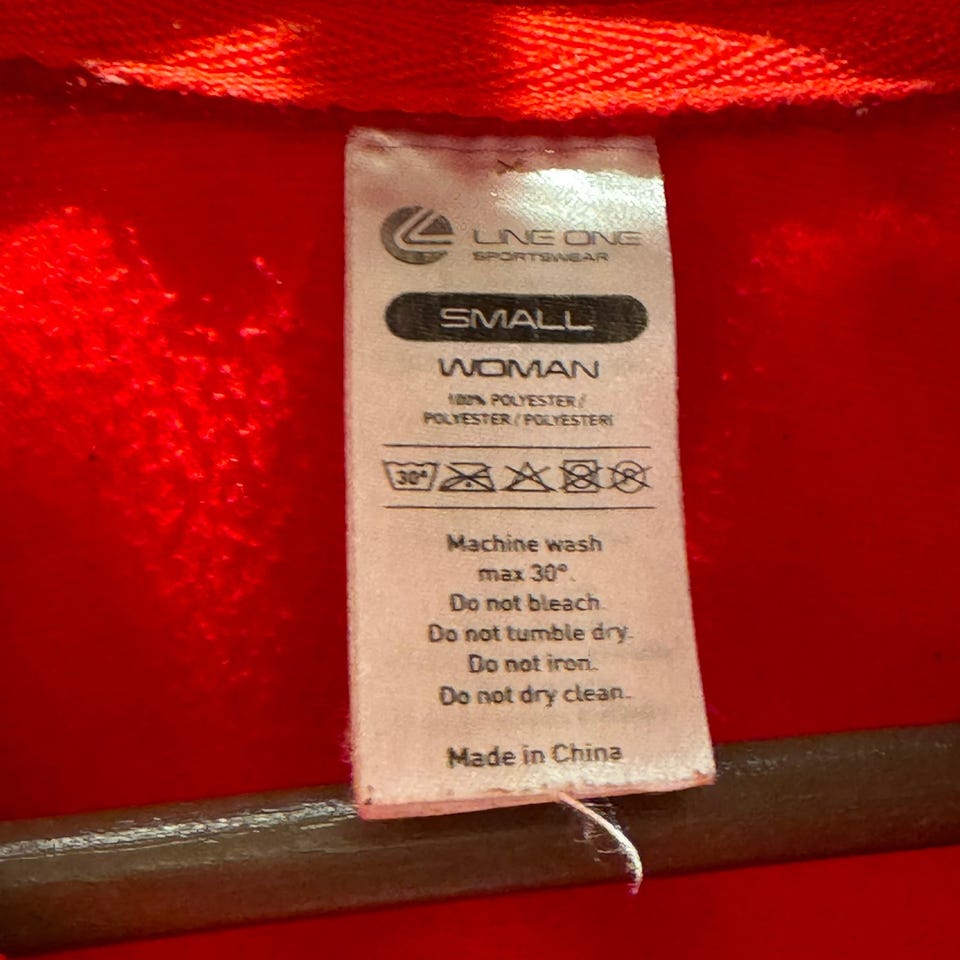 LINE ONE
SPORTSWEAR
SMALL
WOMAN
100% POLYESTER /
POLYESTER / POLYESTERI
30°
Machine wash
max 30°.
Do not bleach.
Do not tumble dry.
Do not iron.
Do not dry clean.
Made in China